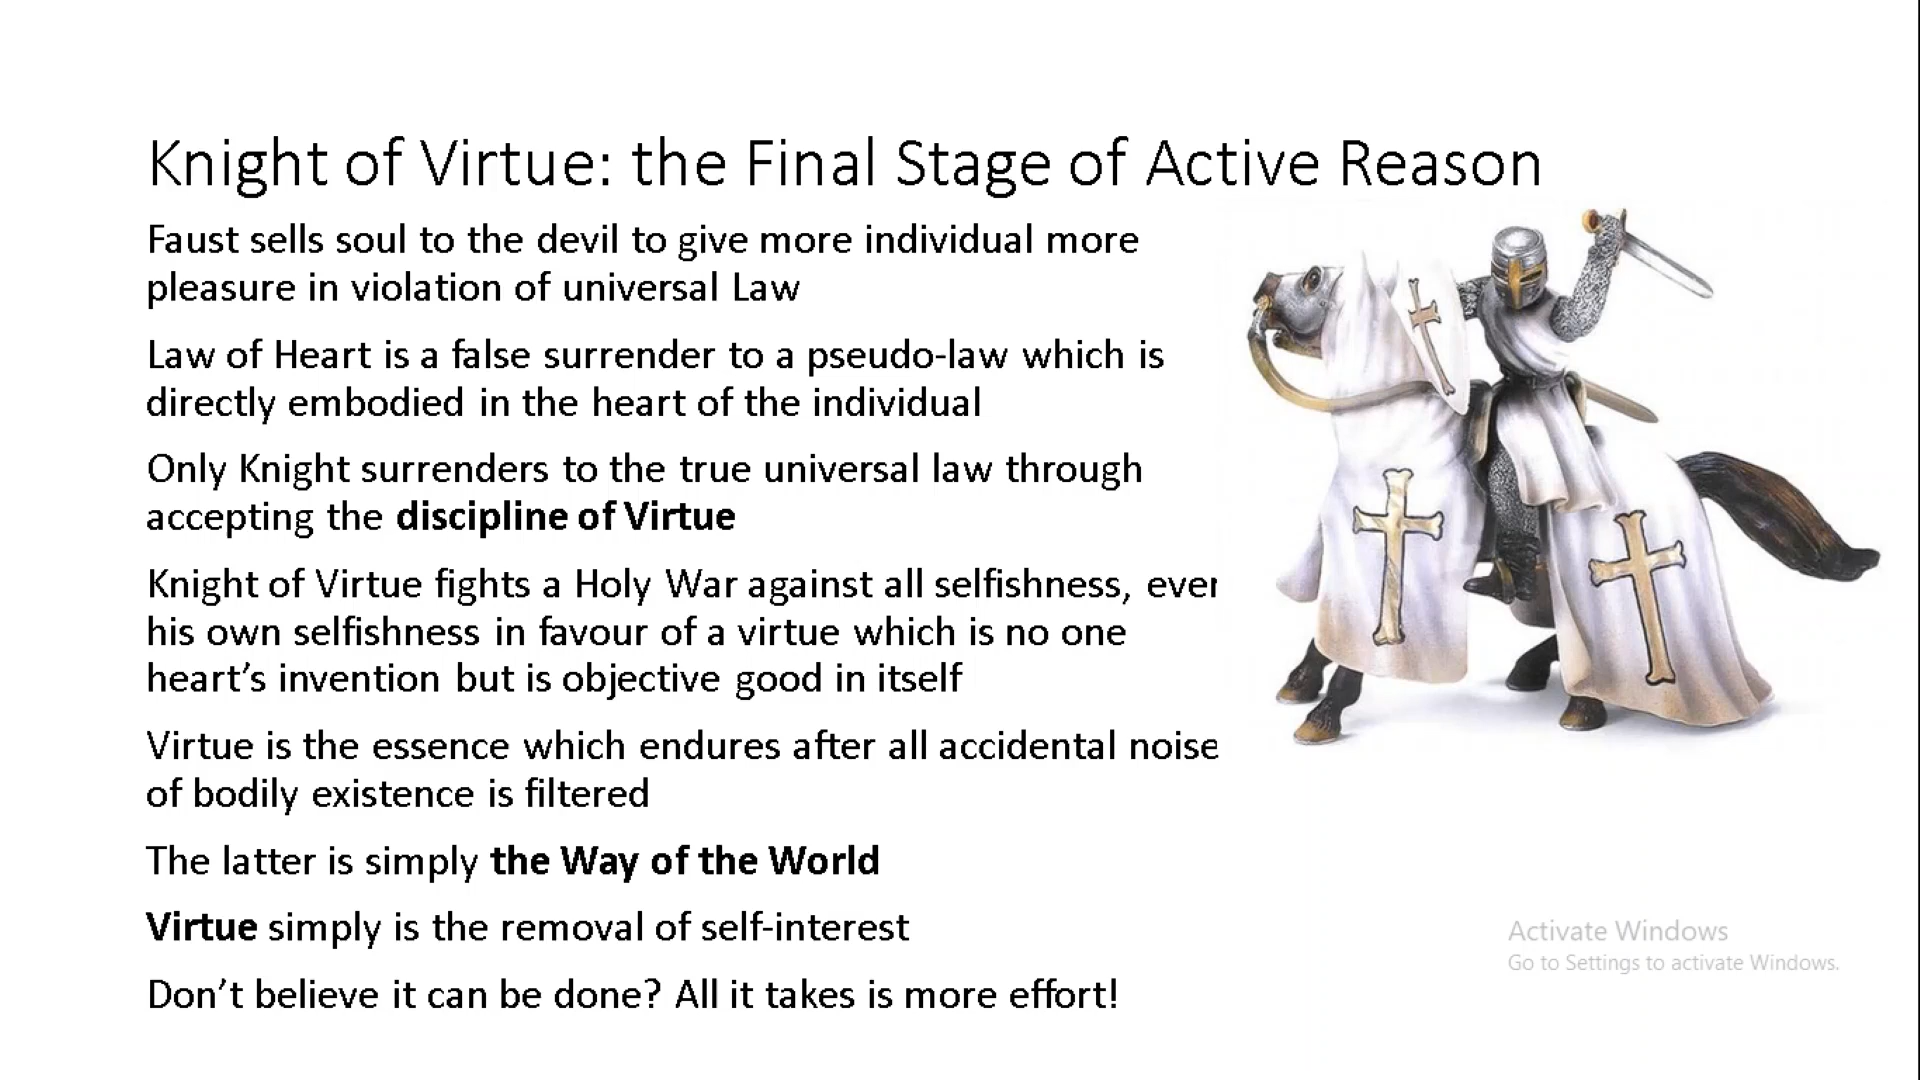 Knight of Virtue: the Final Stage of Active Reason
Faust sells soul to the devil to give more individual more
pleasure in violation of universal Law
Law of Heart is a false surrender to a pseudo-law which is
directly embodied in the heart of the individual
Only Knight surrenders to the true universal law through
accepting the discipline of Virtue
Knight of Virtue fights a Holy War against all selfishness, even
his own selfishness in favour of a virtue which is no one
heart's invention but is objective good in itself
Virtue is the essence which endures after all accidental noise
of bodily existence is filtered
The latter is simply the Way of the World
Virtue simply is the removal of self-interest
Don't believe it can be done? All it takes is more effort!
Activate Windows
Go to Settings to activate Windows.